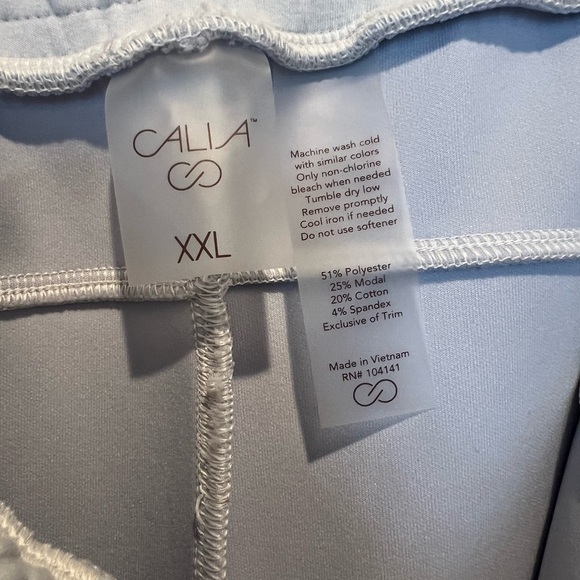 CALIA™
XXL
Machine wash cold
with similar colors
Only non-chlorine
bleach when needed
Tumble dry low
Remove promptly
Cool iron if needed
Do not use softener
51% Polyester
25% Modal
20% Cotton
4% Spandex
Exclusive of Trim
Made in Vietnam
RN# 104141